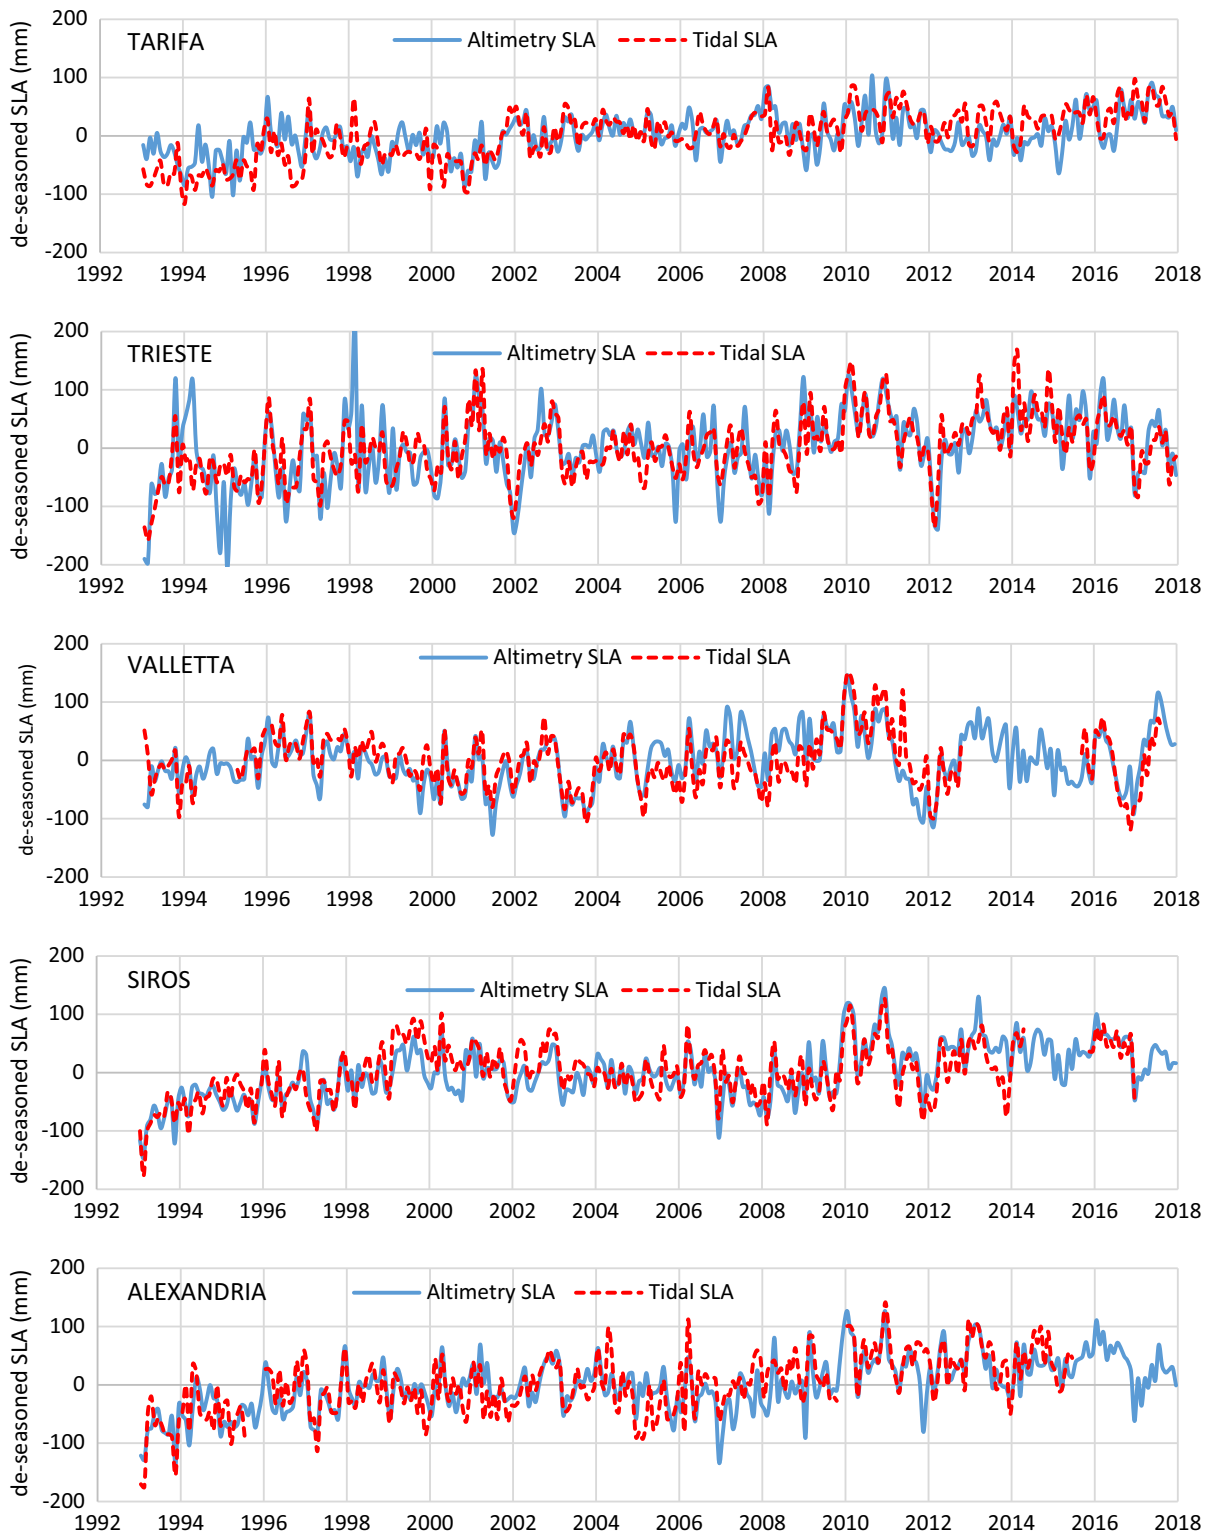 TARIFA
Altimetry SLA
Tidal SLA
de-seasoned SLA (mm)
200
100
0
-100
-200
1992 1994 1996 1998 2000 2002 2004 2006 2008 2010 2012 2014 2016 2018
TRIESTE
Altimetry SLA
Tidal SLA
de-seasoned SLA (mm)
200
100
0
-100
-200
1992 1994 1996 1998 2000 2002 2004 2006 2008 2010 2012 2014 2016 2018
VALLETTA
Altimetry SLA
Tidal SLA
de-seasoned SLA (mm)
200
100
0
-100
-200
1992 1994 1996 1998 2000 2002 2004 2006 2008 2010 2012 2014 2016 2018
SIROS
Altimetry SLA
Tidal SLA
de-seasoned SLA (mm)
200
100
0
-100
-200
1992 1994 1996 1998 2000 2002 2004 2006 2008 2010 2012 2014 2016 2018
ALEXANDRIA
Altimetry SLA
Tidal SLA
de-seasoned SLA (mm)
200
100
0
-100
-200
1992 1994 1996 1998 2000 2002 2004 2006 2008 2010 2012 2014 2016 2018